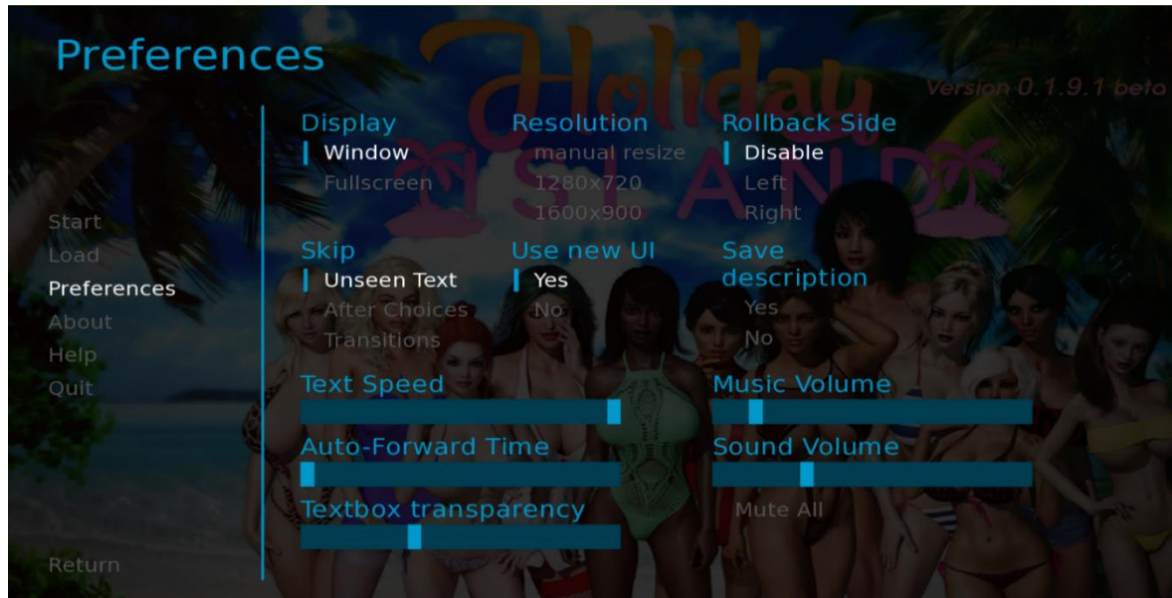 Preferences
Holiday
ISLAND
Version 0.1.9.1 beta
Start
Load
Preferences
About
Help
Quit
Return
Display
Window
Fullscreen
Resolution
manual resize
1280x720
1600x900
Rollback Side
Disable
Left
Right
Skip
Unseen Text
After Choices
Transitions
Use new UI
Yes
No
Save
description
Yes
No
Text Speed
Auto-Forward Time
Textbox transparency
Music Volume
Sound Volume
Mute All